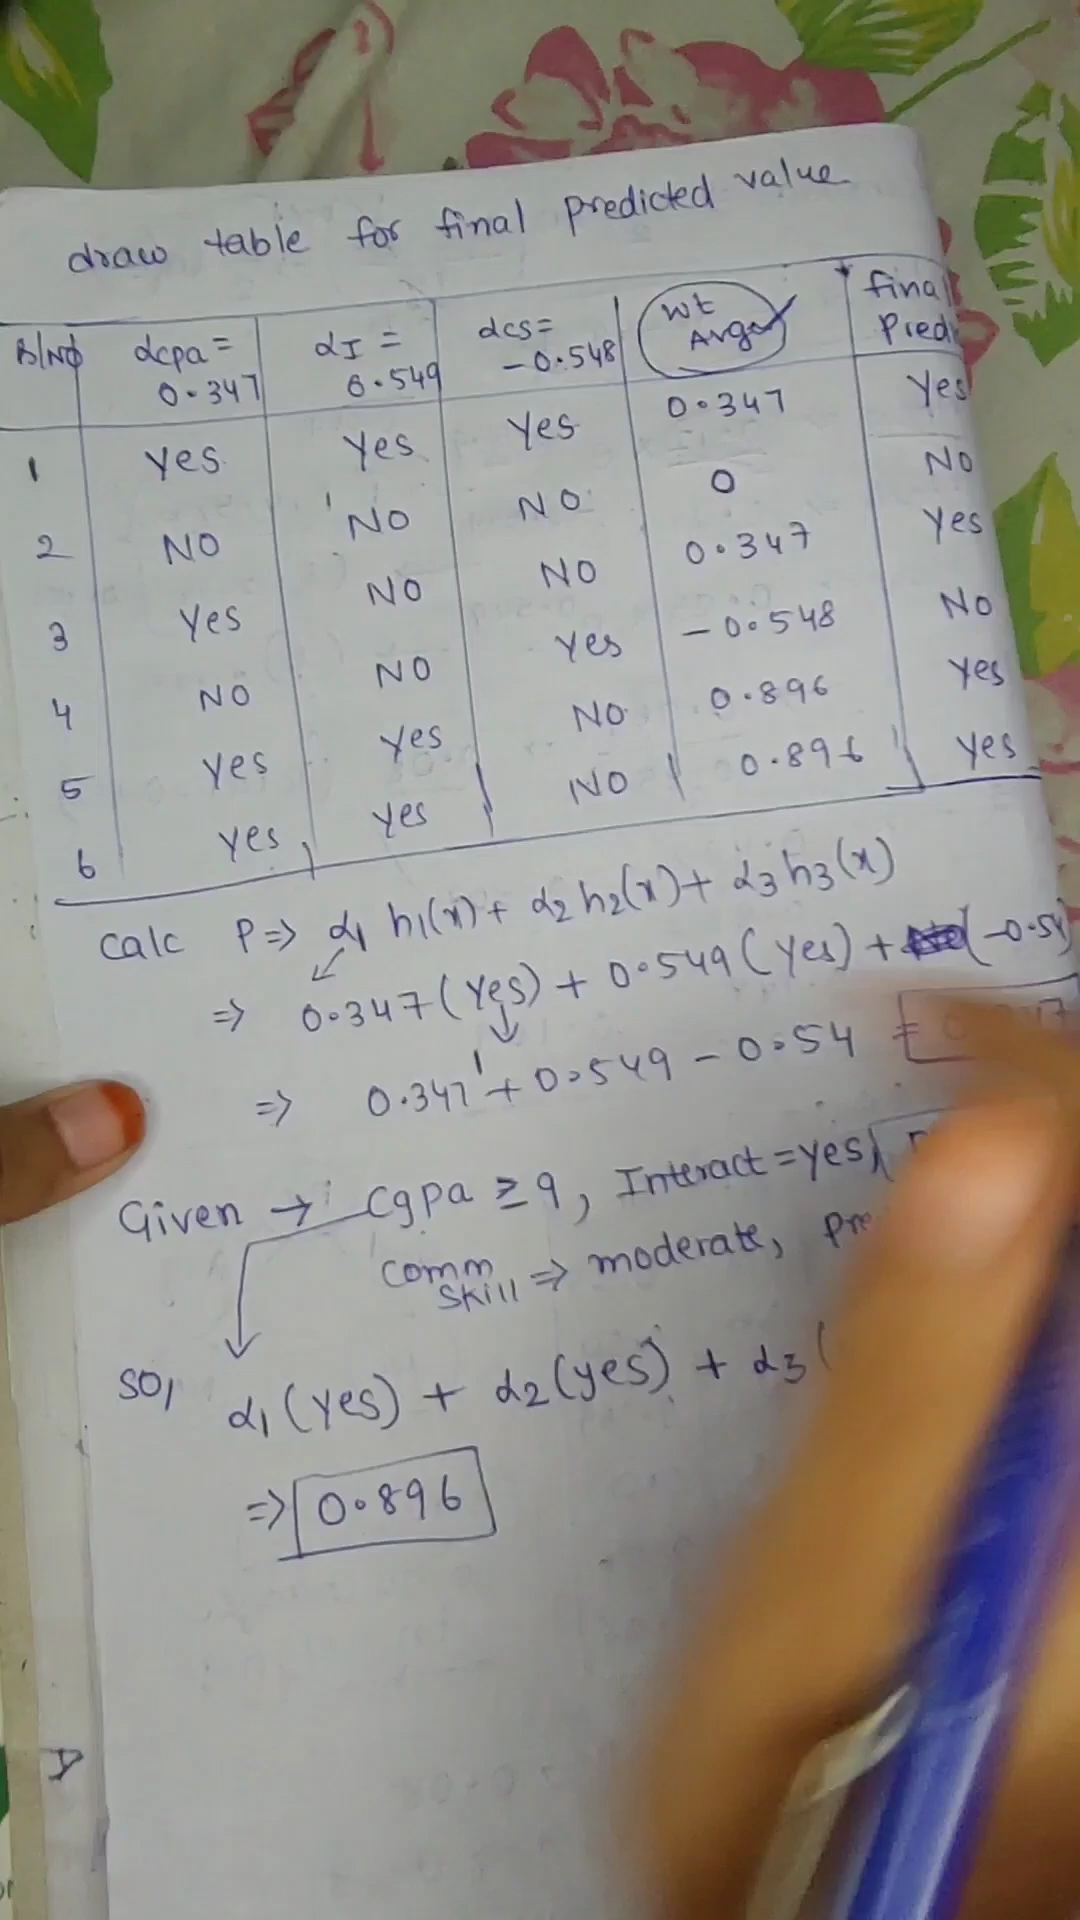 draw table for final predicted value
B/No αcpa = 0.347 αI = 0.549 αcs = -0.548 wt Avge final Pred
1 Yes Yes Yes 0.347 Yes
2 NO NO NO 0 NO
3 Yes NO NO 0.347 Yes
4 NO NO Yes -0.548 NO
5 Yes Yes NO 0.896 Yes
6 Yes Yes NO 0.896 Yes
Calc P ⇒ α1 h1(x) + α2 h2(x) + α3 h3(x)
⇒ 0.347 (Yes) + 0.549 (Yes) + (-0.54)
⇒ 0.347 + 0.549 - 0.54 =
Given → Cgpa ≥ 9, Interact = yes,
comm skill ⇒ moderate,
SO, α1 (Yes) + α2 (yes) + α3 (
⇒ 0.896